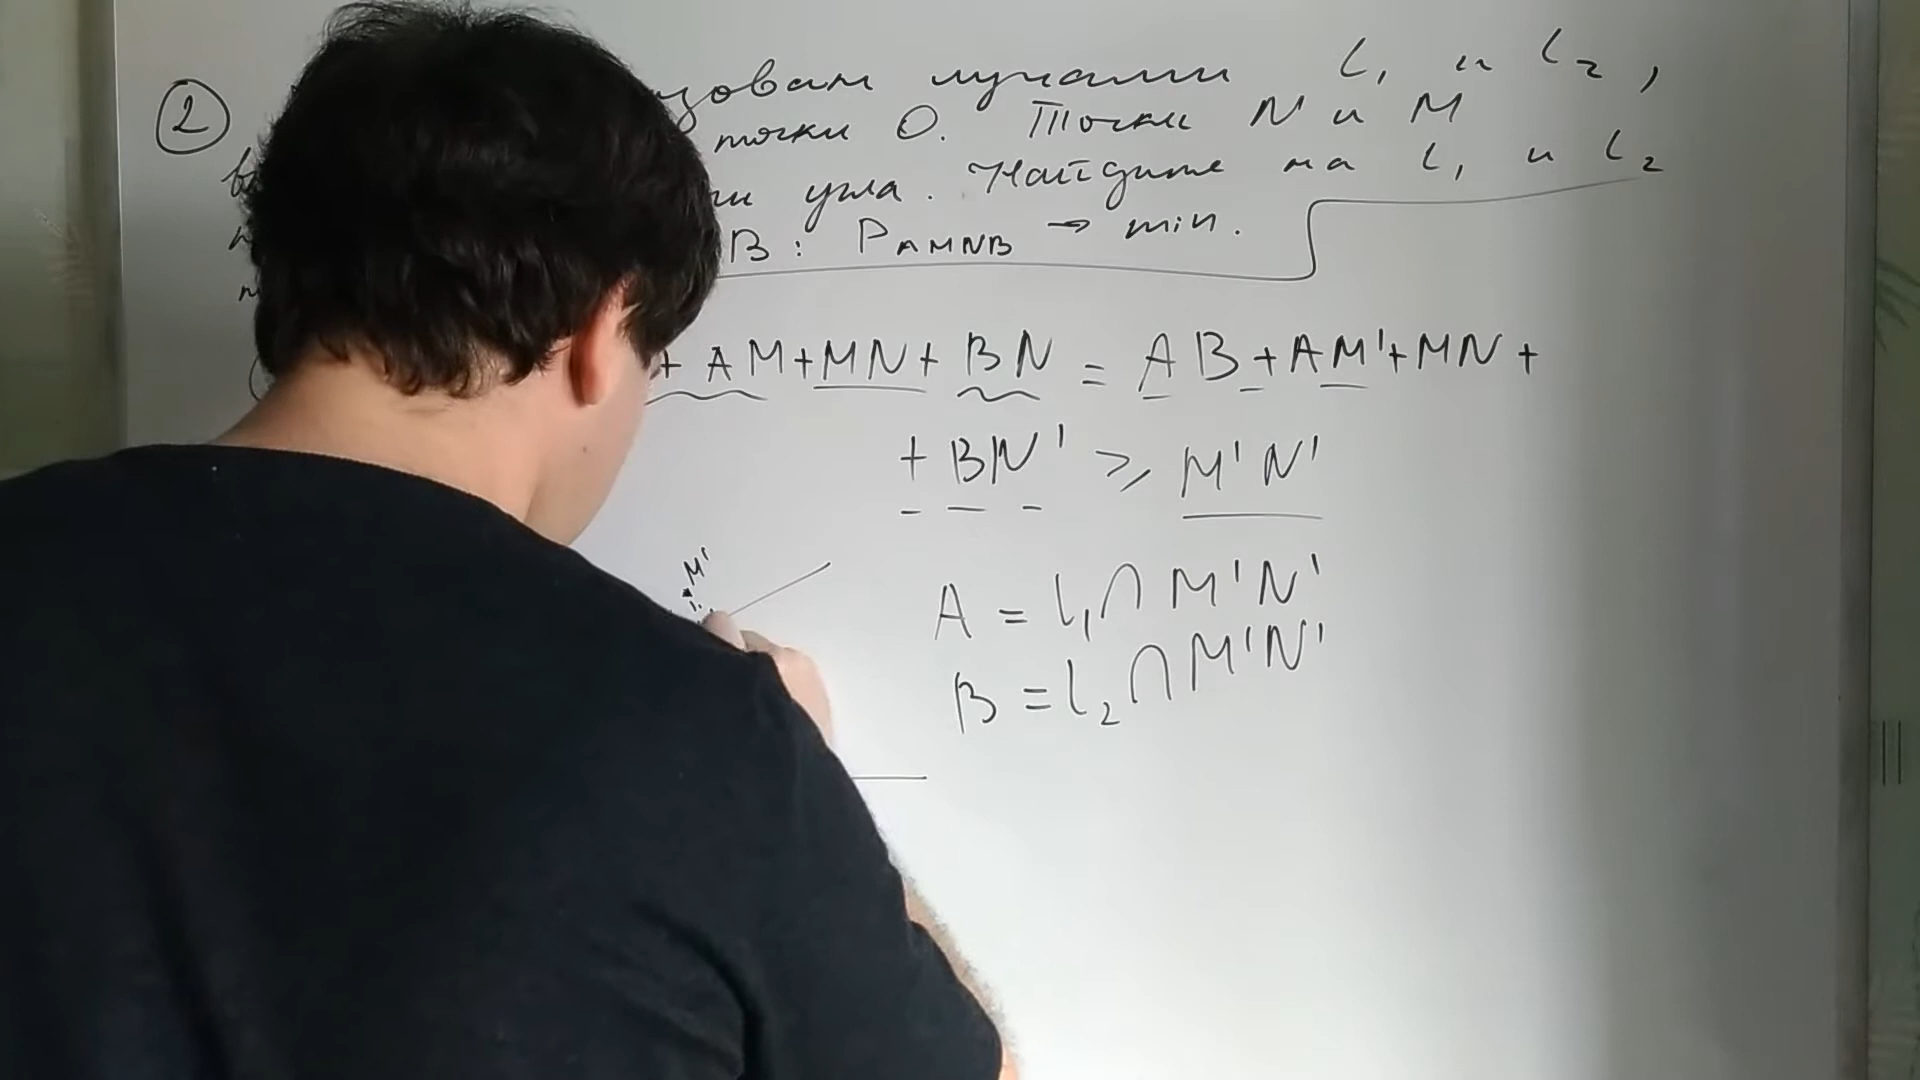 ② лучами l₁ и l₂,
точки O. Точки N и M
угла. Найдите на l₁ и l₂
B: P_AMNB → min.
+ AM + MN + BN = AB + AM' + MN +
+ BN' ⩾ M'N'
M'
A = l₁ ∩ M'N'
B = l₂ ∩ M'N'